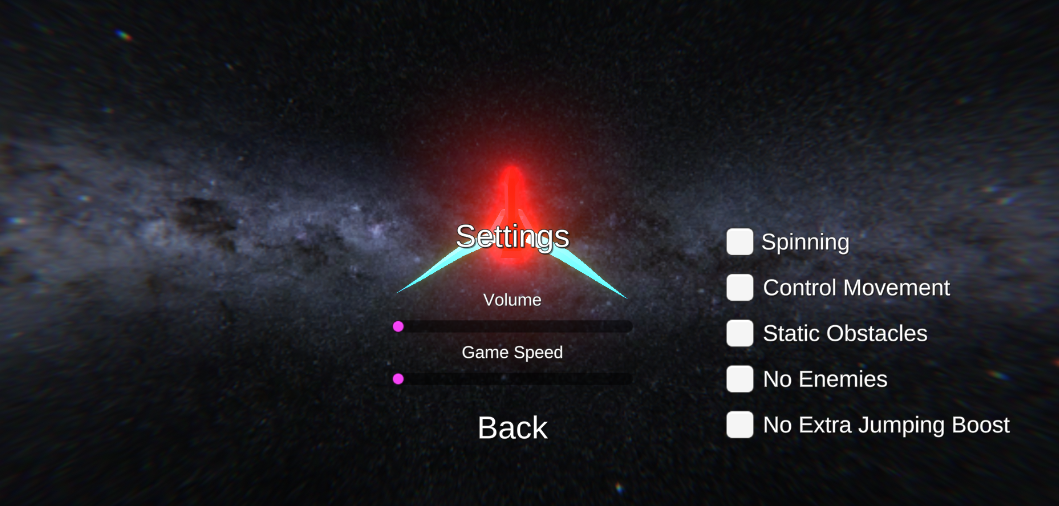 Settings
Volume
Game Speed
Back
Spinning
Control Movement
Static Obstacles
No Enemies
No Extra Jumping Boost